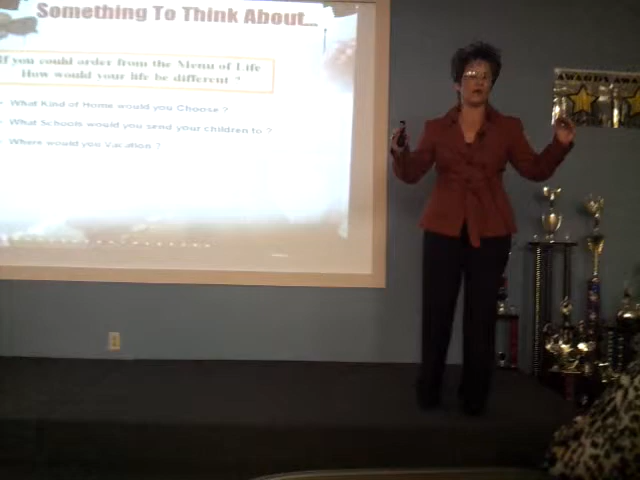 Something To Think About...
If you could order from the Menu of Life
How would your life be different ?
What Kind of Home would you Choose ?
What Schools would you send your children to ?
Where would you Vacation ?
AWARDS AWA